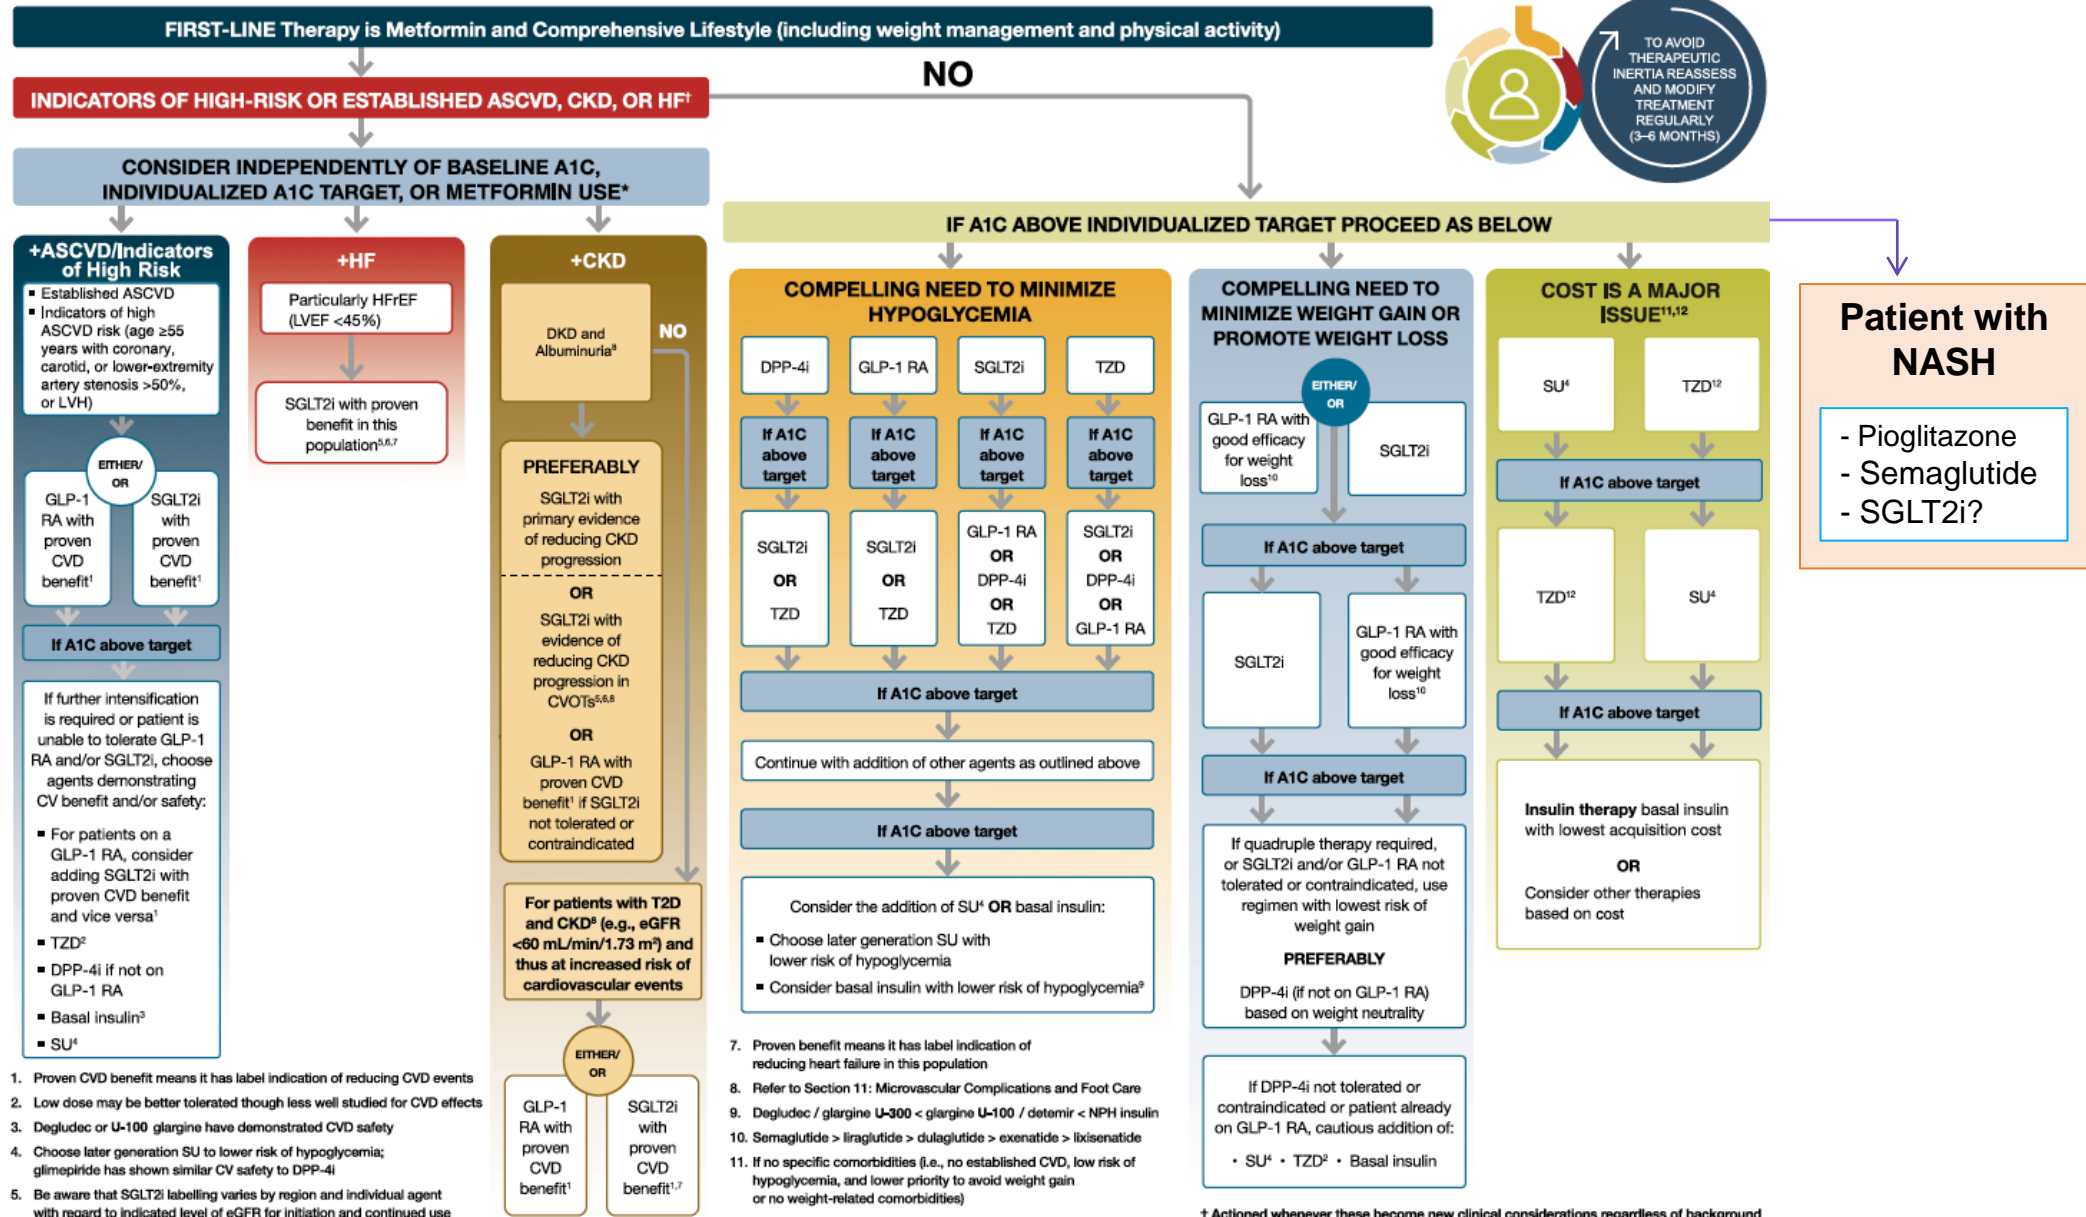 FIRST-LINE Therapy is Metformin and Comprehensive Lifestyle (including weight management and physical activity)
NO
TO AVOID
THERAPEUTIC
INERTIA REASSESS
AND MODIFY
TREATMENT
REGULARLY
(3–6 MONTHS)
INDICATORS OF HIGH-RISK OR ESTABLISHED ASCVD, CKD, OR HF†
CONSIDER INDEPENDENTLY OF BASELINE A1C,
INDIVIDUALIZED A1C TARGET, OR METFORMIN USE*
IF A1C ABOVE INDIVIDUALIZED TARGET PROCEED AS BELOW
+ASCVD/Indicators
of High Risk
▪ Established ASCVD
▪ Indicators of high
ASCVD risk (age ≥55
years with coronary,
carotid, or lower-extremity
artery stenosis >50%,
or LVH)
EITHER/
OR
GLP-1
RA with
proven
CVD
benefit¹
SGLT2i
with
proven
CVD
benefit¹
If A1C above target
If further intensification
is required or patient is
unable to tolerate GLP-1
RA and/or SGLT2i, choose
agents demonstrating
CV benefit and/or safety:
▪ For patients on a
GLP-1 RA, consider
adding SGLT2i with
proven CVD benefit
and vice versa¹
▪ TZD²
▪ DPP-4i if not on
GLP-1 RA
▪ Basal insulin³
▪ SU⁴
+HF
Particularly HFrEF
(LVEF <45%)
SGLT2i with proven
benefit in this
population⁵,⁶,⁷
+CKD
DKD and
Albuminuria⁸
NO
PREFERABLY
SGLT2i with
primary evidence
of reducing CKD
progression
OR
SGLT2i with
evidence of
reducing CKD
progression in
CVOTs⁵,⁶,⁸
OR
GLP-1 RA with
proven CVD
benefit¹ if SGLT2i
not tolerated or
contraindicated
For patients with T2D
and CKD⁸ (e.g., eGFR
<60 mL/min/1.73 m²) and
thus at increased risk of
cardiovascular events
EITHER/
OR
GLP-1
RA with
proven
CVD
benefit¹
SGLT2i
with
proven
CVD
benefit¹,⁷
COMPELLING NEED TO MINIMIZE
HYPOGLYCEMIA
DPP-4i
GLP-1 RA
SGLT2i
TZD
If A1C
above
target
If A1C
above
target
If A1C
above
target
If A1C
above
target
SGLT2i
OR
TZD
SGLT2i
OR
TZD
GLP-1 RA
OR
DPP-4i
OR
TZD
SGLT2i
OR
DPP-4i
OR
GLP-1 RA
If A1C above target
Continue with addition of other agents as outlined above
If A1C above target
Consider the addition of SU⁴ OR basal insulin:
▪ Choose later generation SU with
lower risk of hypoglycemia
▪ Consider basal insulin with lower risk of hypoglycemia⁹
COMPELLING NEED TO
MINIMIZE WEIGHT GAIN OR
PROMOTE WEIGHT LOSS
EITHER/
OR
GLP-1 RA with
good efficacy
for weight
loss¹⁰
SGLT2i
If A1C above target
SGLT2i
GLP-1 RA with
good efficacy
for weight
loss¹⁰
If A1C above target
If quadruple therapy required,
or SGLT2i and/or GLP-1 RA not
tolerated or contraindicated, use
regimen with lowest risk of
weight gain
PREFERABLY
DPP-4i (if not on GLP-1 RA)
based on weight neutrality
If DPP-4i not tolerated or
contraindicated or patient already
on GLP-1 RA, cautious addition of:
• SU⁴ • TZD² • Basal insulin
COST IS A MAJOR
ISSUE¹¹,¹²
SU⁴
TZD¹²
If A1C above target
TZD¹²
SU⁴
If A1C above target
Insulin therapy basal insulin
with lowest acquisition cost
OR
Consider other therapies
based on cost
Patient with
NASH
- Pioglitazone
- Semaglutide
- SGLT2i?
1. Proven CVD benefit means it has label indication of reducing CVD events
2. Low dose may be better tolerated though less well studied for CVD effects
3. Degludec or U-100 glargine have demonstrated CVD safety
4. Choose later generation SU to lower risk of hypoglycemia;
glimepiride has shown similar CV safety to DPP-4i
5. Be aware that SGLT2i labelling varies by region and individual agent
with regard to indicated level of eGFR for initiation and continued use
7. Proven benefit means it has label indication of
reducing heart failure in this population
8. Refer to Section 11: Microvascular Complications and Foot Care
9. Degludec / glargine U-300 < glargine U-100 / detemir < NPH insulin
10. Semaglutide > liraglutide > dulaglutide > exenatide > lixisenatide
11. If no specific comorbidities (i.e., no established CVD, low risk of
hypoglycemia, and lower priority to avoid weight gain
or no weight-related comorbidities)
† Actioned whenever these become new clinical considerations regardless of background